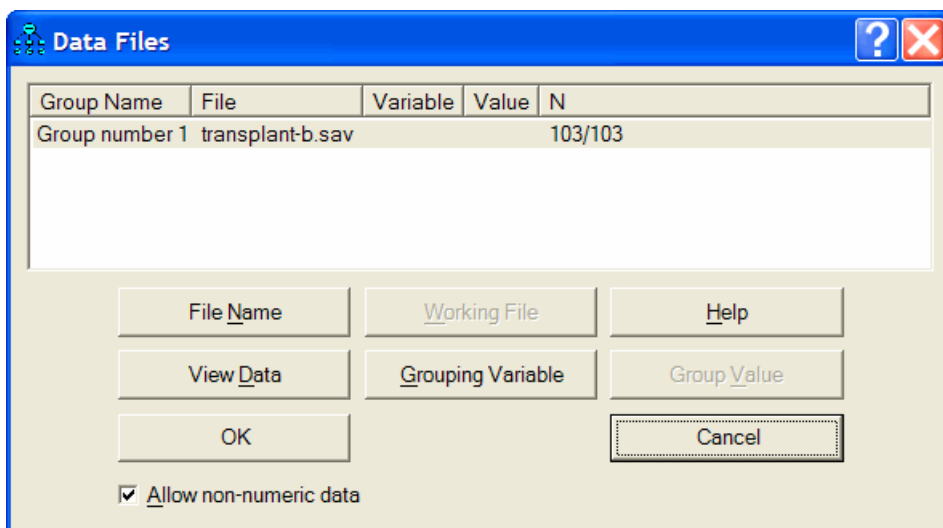 Data Files
Group Name File Variable Value N
Group number 1 transplant-b.sav 103/103
File Name Working File Help
View Data Grouping Variable Group Value
OK Cancel
Allow non-numeric data